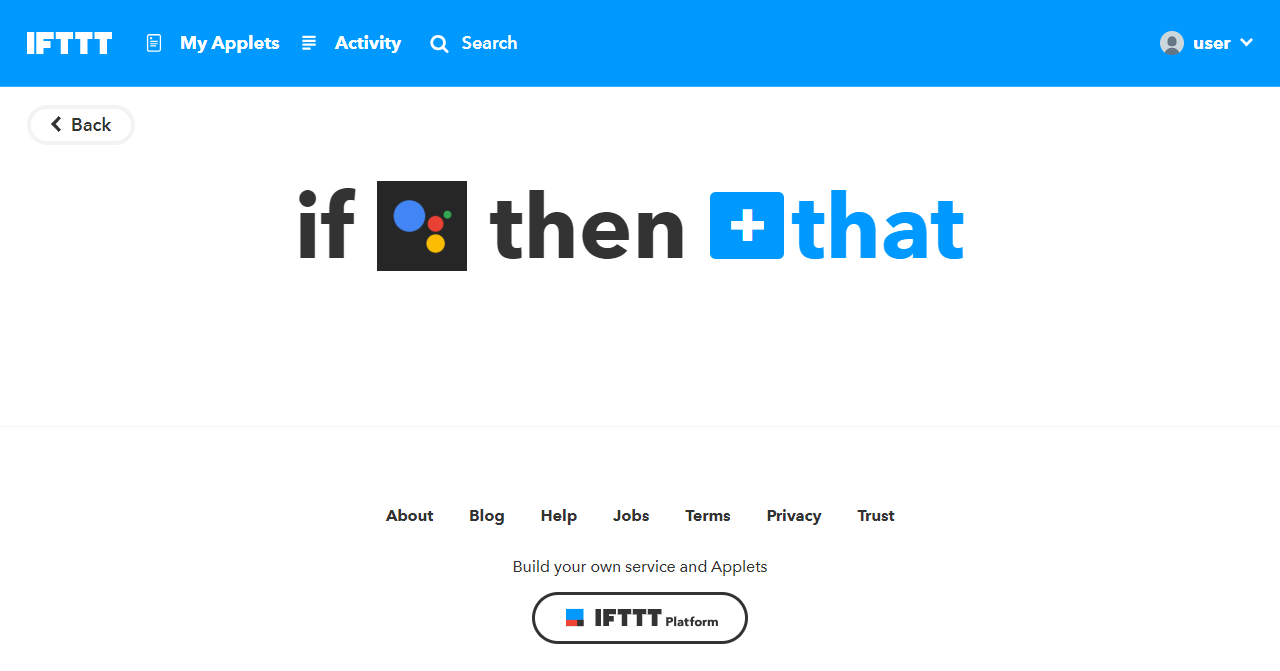 IFTTT My Applets Activity Search user
Back
if then + that
About Blog Help Jobs Terms Privacy Trust
Build your own service and Applets
IFTTT Platform